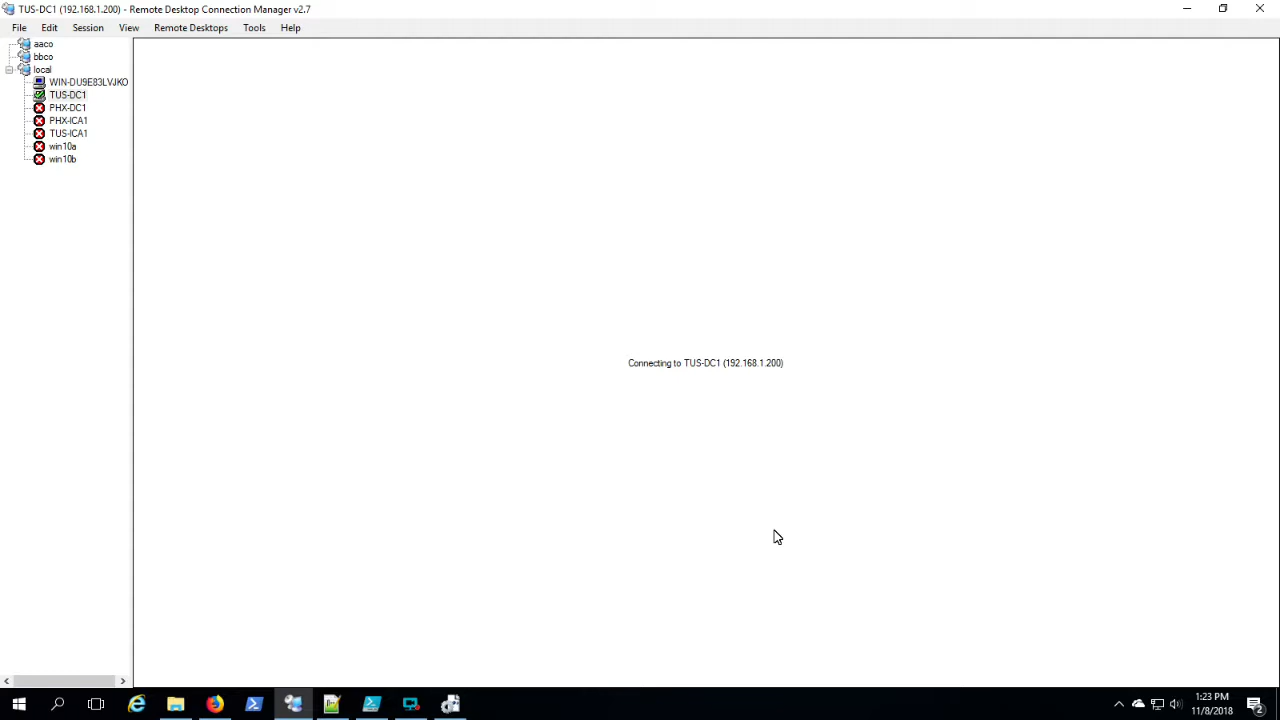 TUS-DC1 (192.168.1.200) - Remote Desktop Connection Manager v2.7
File Edit Session View Remote Desktops Tools Help
aaco
bbco
local
WIN-DU9E83LVJKO
TUS-DC1
PHX-DC1
PHX-ICA1
TUS-ICA1
win10a
win10b
Connecting to TUS-DC1 (192.168.1.200)
1:23 PM
11/8/2018
2